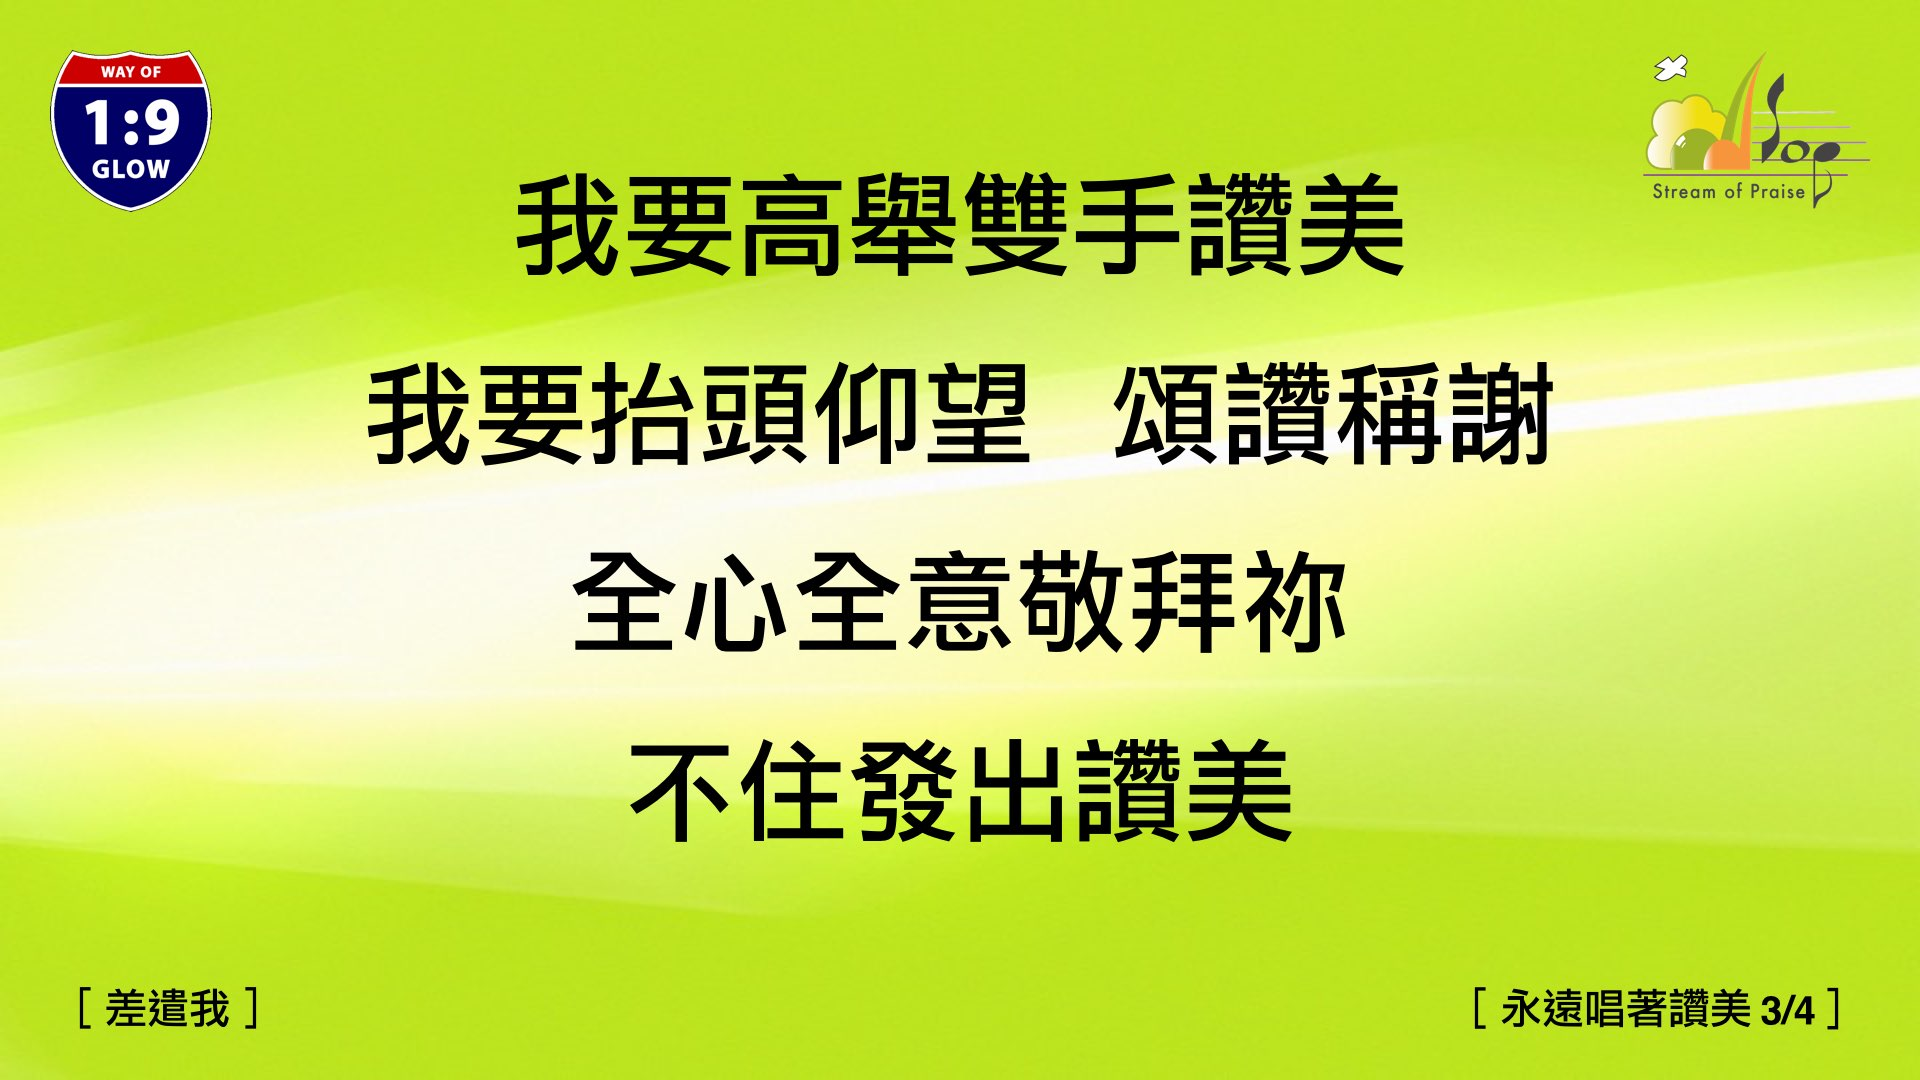 WAY OF
1:9
GLOW
Sop
Stream of Praise
我要高舉雙手讚美
我要抬頭仰望 頌讚稱謝
全心全意敬拜祢
不住發出讚美
[ 差遣我 ]
[ 永遠唱著讚美 3/4 ]